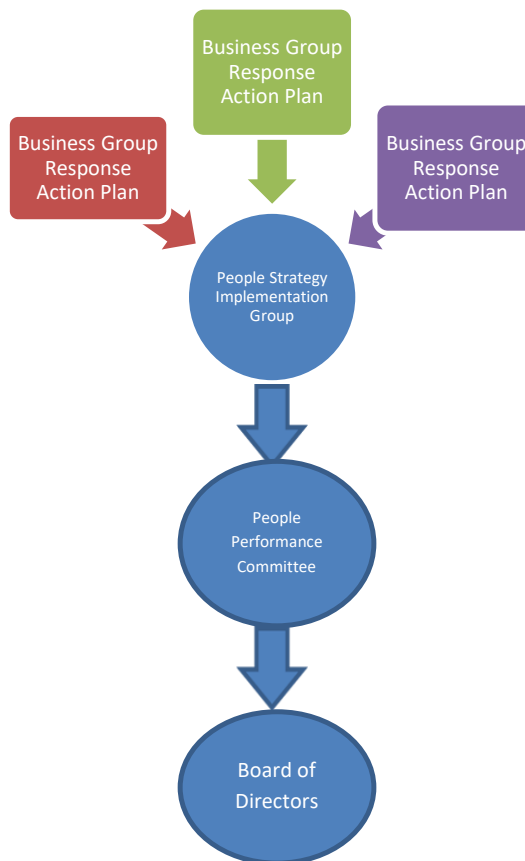 Business Group
Response
Action Plan
Business Group
Response
Action Plan
Business Group
Response
Action Plan
People Strategy
Implementation
Group
People
Performance
Committee
Board of
Directors